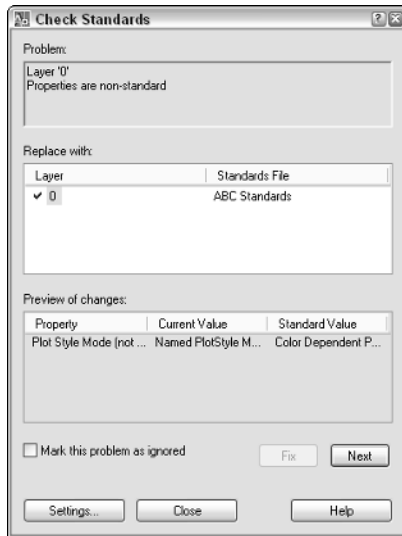 Check Standards
Problem:
Layer '0'
Properties are non-standard
Replace with:
Layer Standards File
0 ABC Standards
Preview of changes:
Property Current Value Standard Value
Plot Style Mode (not ... Named PlotStyle M... Color Dependent P...
Mark this problem as ignored Fix Next
Settings... Close Help